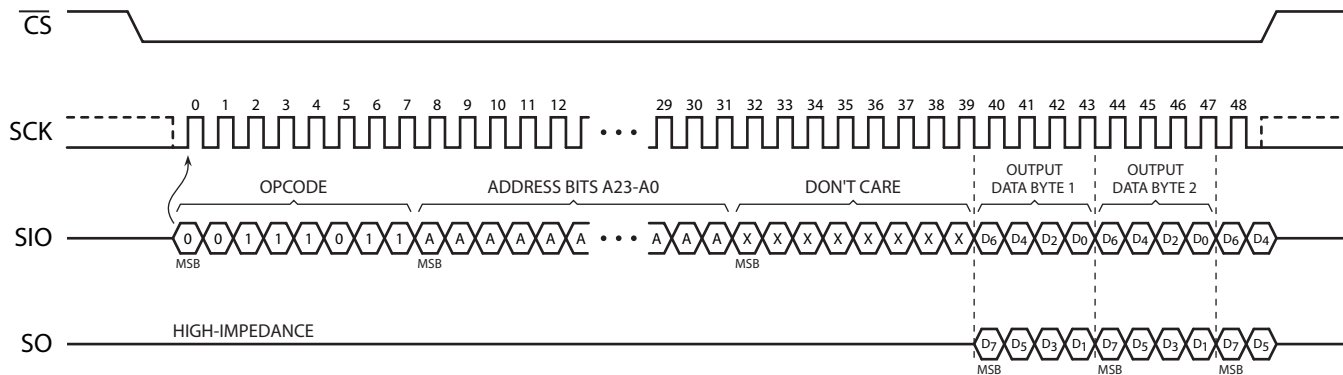 CS
0 1 2 3 4 5 6 7 8 9 10 11 12 29 30 31 32 33 34 35 36 37 38 39 40 41 42 43 44 45 46 47 48
SCK
OPCODE ADDRESS BITS A23-A0 DON'T CARE OUTPUT DATA BYTE 1 OUTPUT DATA BYTE 2
SIO 0 0 1 1 1 0 1 1 A A A A A A A A A X X X X X X X X D6 D4 D2 D0 D6 D4 D2 D0 D6 D4
MSB MSB MSB
HIGH-IMPEDANCE
SO D7 D5 D3 D1 D7 D5 D3 D1 D7 D5
MSB MSB MSB